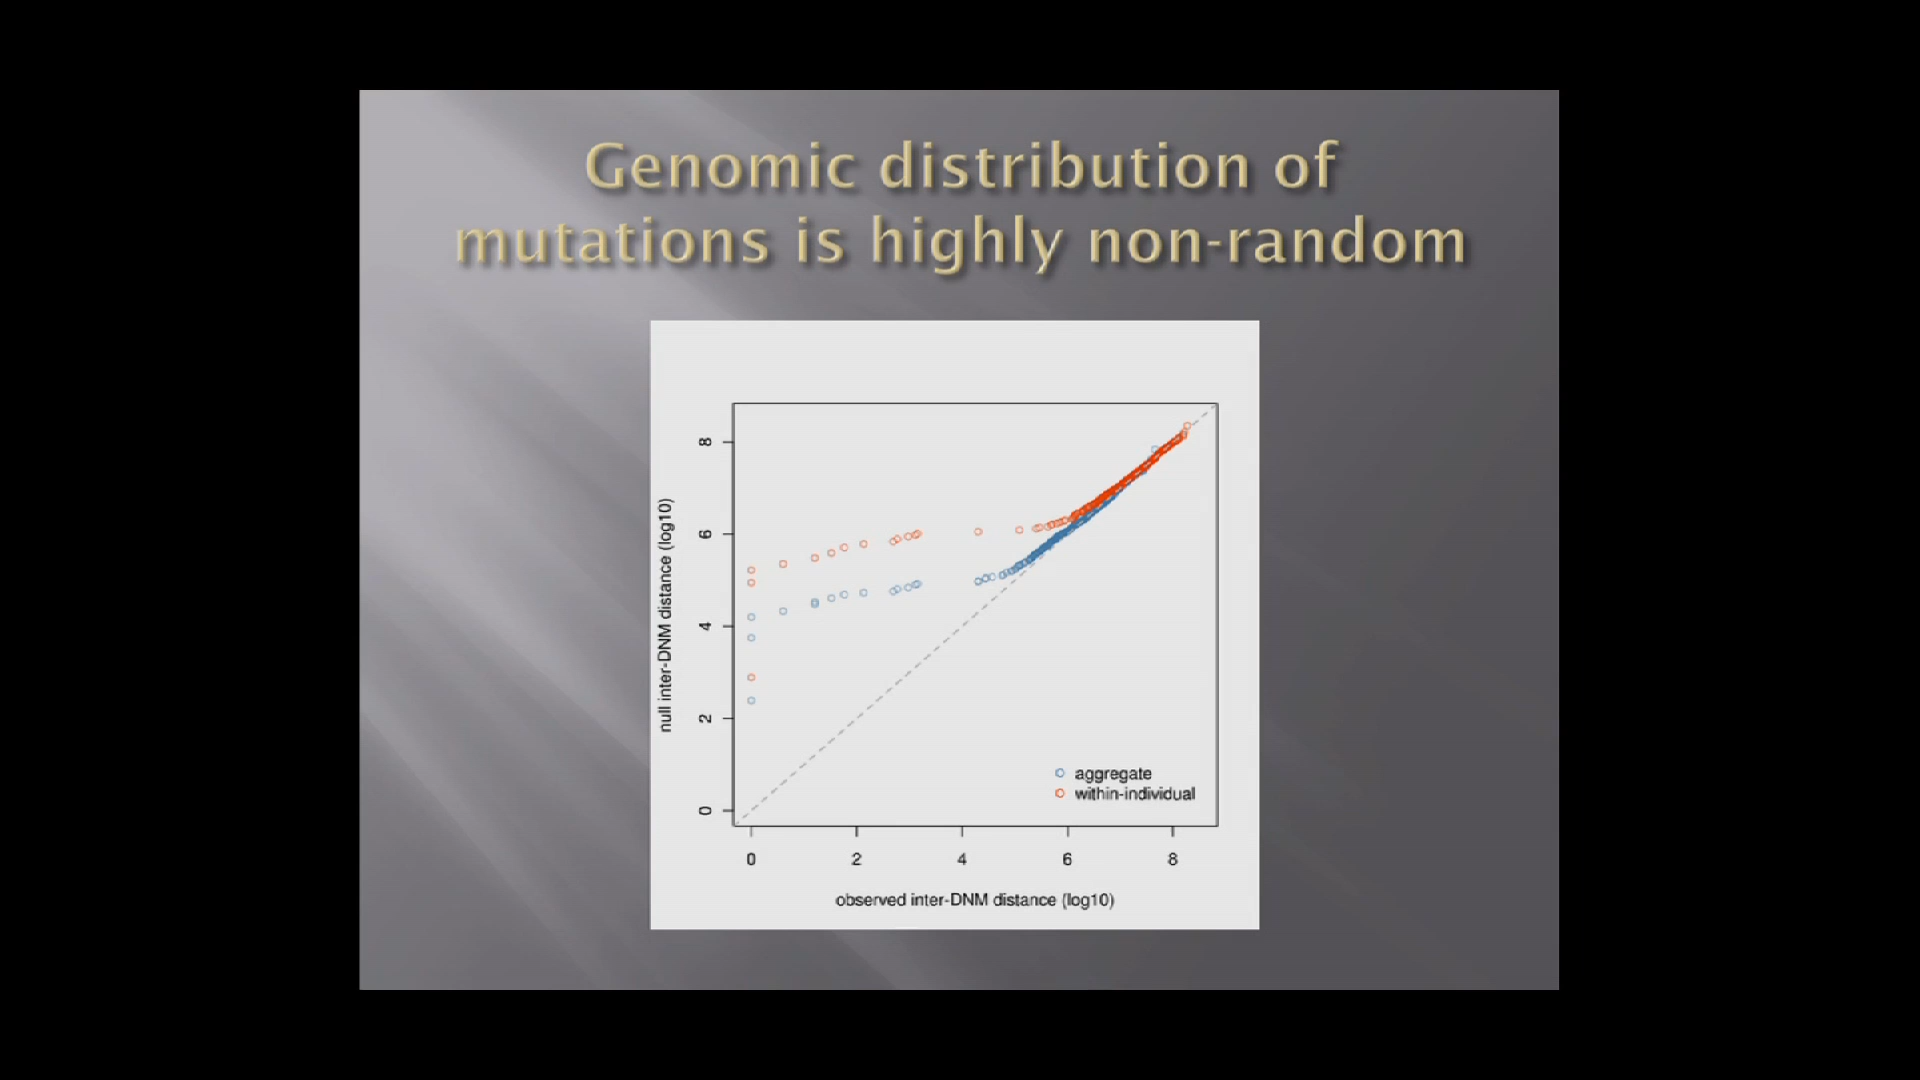 Genomic distribution of
mutations is highly non-random
null inter-DNM distance (log10)
8
6
4
2
0
aggregate
within-individual
0 2 4 6 8
observed inter-DNM distance (log10)